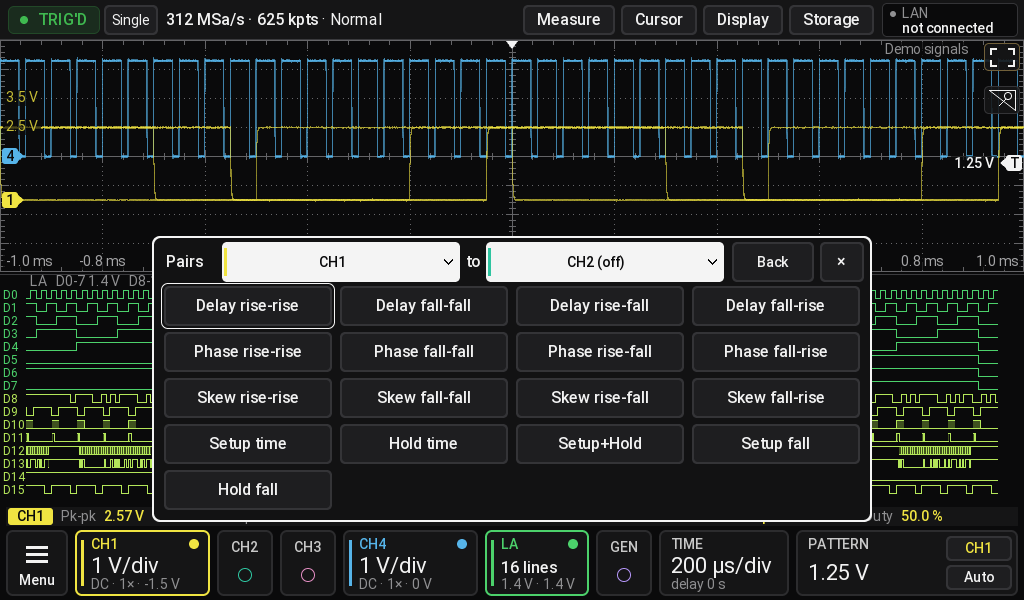 TRIG'D Single 312 MSa/s · 625 kpts · Normal Measure Cursor Display Storage LAN
not connected
Demo signals
3.5 V
2.5 V
4
1.25 V T
1
-1.0 ms -0.8 ms 0.8 ms 1.0 ms
Pairs CH1 to CH2 (off) Back ×
LA D0-7 1.4 V D8-
Delay rise-rise Delay fall-fall Delay rise-fall Delay fall-rise
Phase rise-rise Phase fall-fall Phase rise-fall Phase fall-rise
Skew rise-rise Skew fall-fall Skew rise-fall Skew fall-rise
Setup time Hold time Setup+Hold Setup fall
Hold fall
D0
D1
D2
D3
D4
D5
D6
D7
D8
D9
D10
D11
D12
D13
D14
D15
CH1 Pk-pk 2.57 V uty 50.0 %
Menu
CH1
1 V/div
DC · 1× · -1.5 V
CH2
CH3
CH4
1 V/div
DC · 1× · 0 V
LA
16 lines
1.4 V · 1.4 V
GEN
TIME
200 µs/div
delay 0 s
PATTERN
1.25 V
CH1
Auto